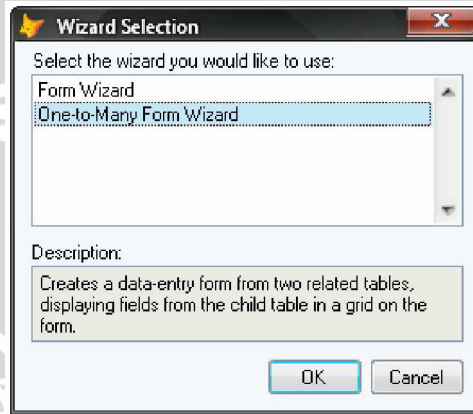 Wizard Selection
Select the wizard you would like to use:
Form Wizard
One-to-Many Form Wizard
Description:
Creates a data-entry form from two related tables,
displaying fields from the child table in a grid on the
form.
OK Cancel